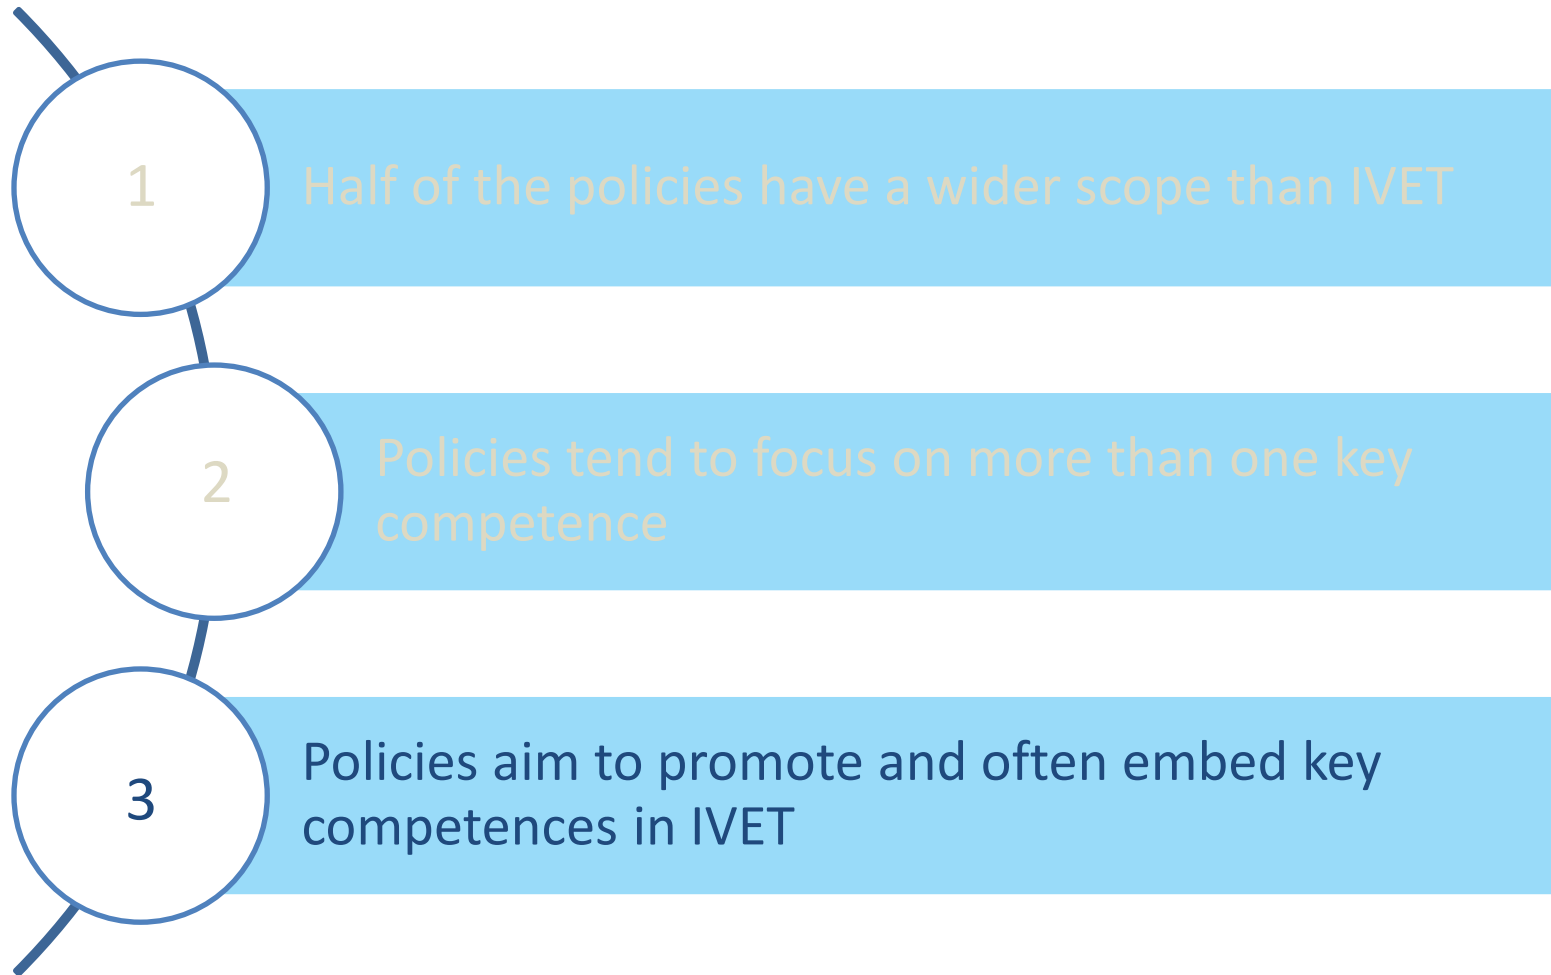 1
Half of the policies have a wider scope than IVET
2
Policies tend to focus on more than one key
competence
3
Policies aim to promote and often embed key
competences in IVET